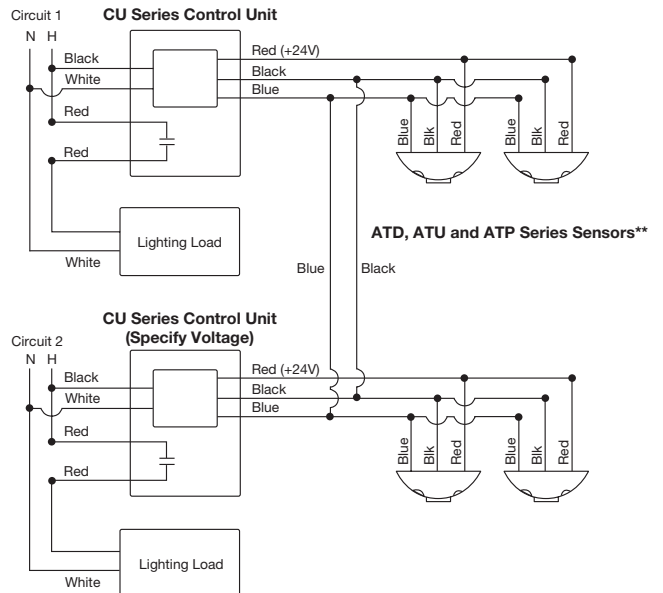 Circuit 1
CU Series Control Unit
N H
Black
White
Red
Red
Red (+24V)
Black
Blue
Blue
Blk
Red
Blue
Blk
Red
Lighting Load
White
ATD, ATU and ATP Series Sensors**
Blue
Black
CU Series Control Unit
(Specify Voltage)
Circuit 2
N H
Black
White
Red
Red
Red (+24V)
Black
Blue
Blue
Blk
Red
Blue
Blk
Red
Lighting Load
White